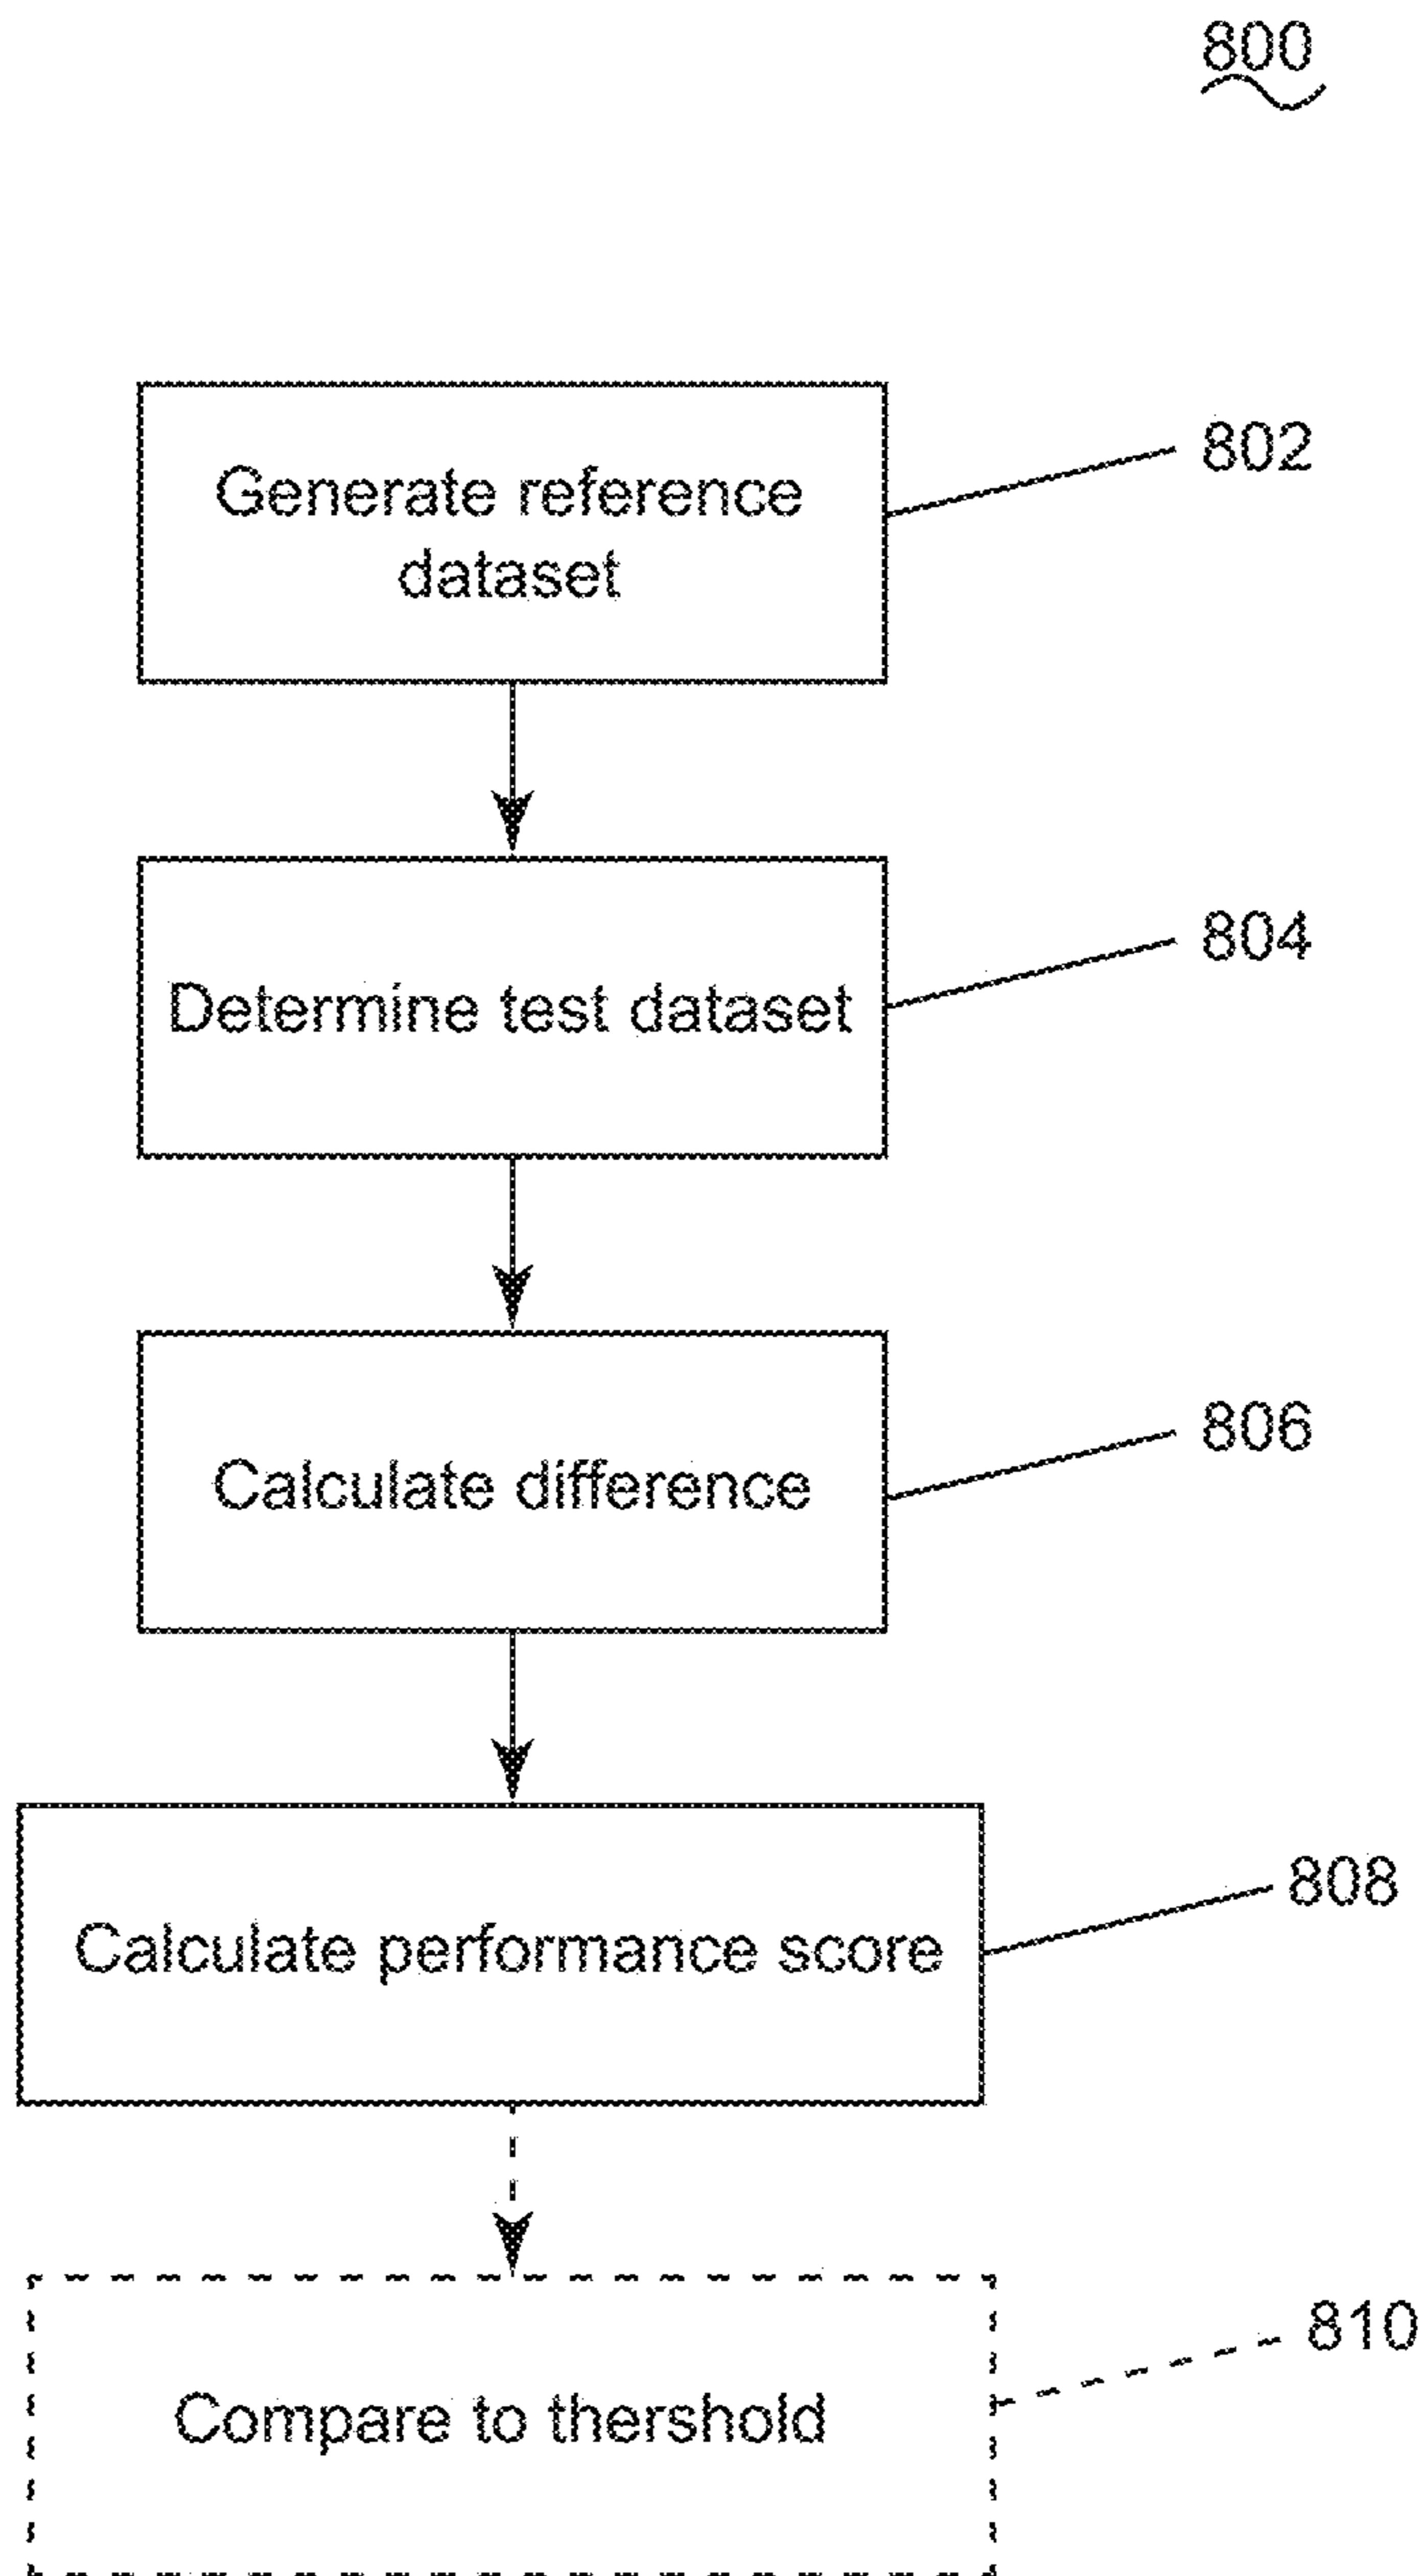 800
Generate reference
dataset
802
Determine test dataset
804
Calculate difference
806
Calculate performance score
808
Compare to thershold
810